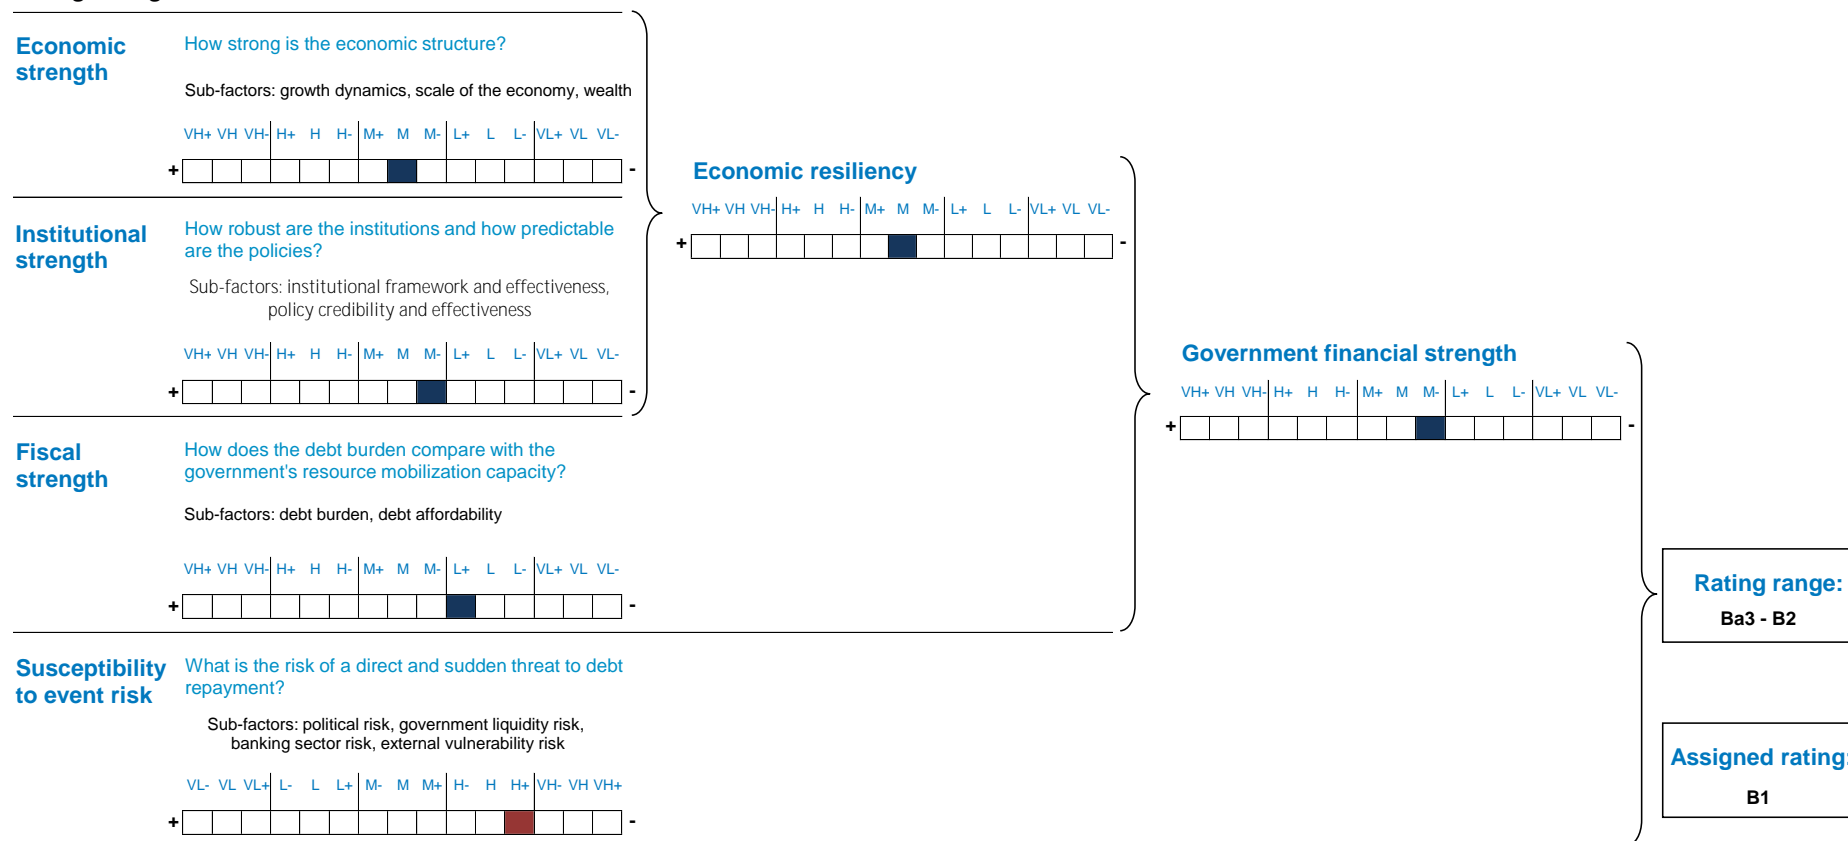 Economic
strength
How strong is the economic structure?
Sub-factors: growth dynamics, scale of the economy, wealth
VH+ VH VH- H+ H H- M+ M M- L+ L L- VL+ VL VL-
+ -
Institutional
strength
How robust are the institutions and how predictable
are the policies?
Sub-factors: institutional framework and effectiveness,
policy credibility and effectiveness
VH+ VH VH- H+ H H- M+ M M- L+ L L- VL+ VL VL-
+ -
Economic resiliency
VH+ VH VH- H+ H H- M+ M M- L+ L L- VL+ VL VL-
+ -
Fiscal
strength
How does the debt burden compare with the
government's resource mobilization capacity?
Sub-factors: debt burden, debt affordability
VH+ VH VH- H+ H H- M+ M M- L+ L L- VL+ VL VL-
+ -
Government financial strength
VH+ VH VH- H+ H H- M+ M M- L+ L L- VL+ VL VL-
+ -
Susceptibility
to event risk
What is the risk of a direct and sudden threat to debt
repayment?
Sub-factors: political risk, government liquidity risk,
banking sector risk, external vulnerability risk
VL- VL VL+ L- L L+ M- M M+ H- H H+ VH- VH VH+
+ -
Rating range:
Ba3 - B2
Assigned rating:
B1